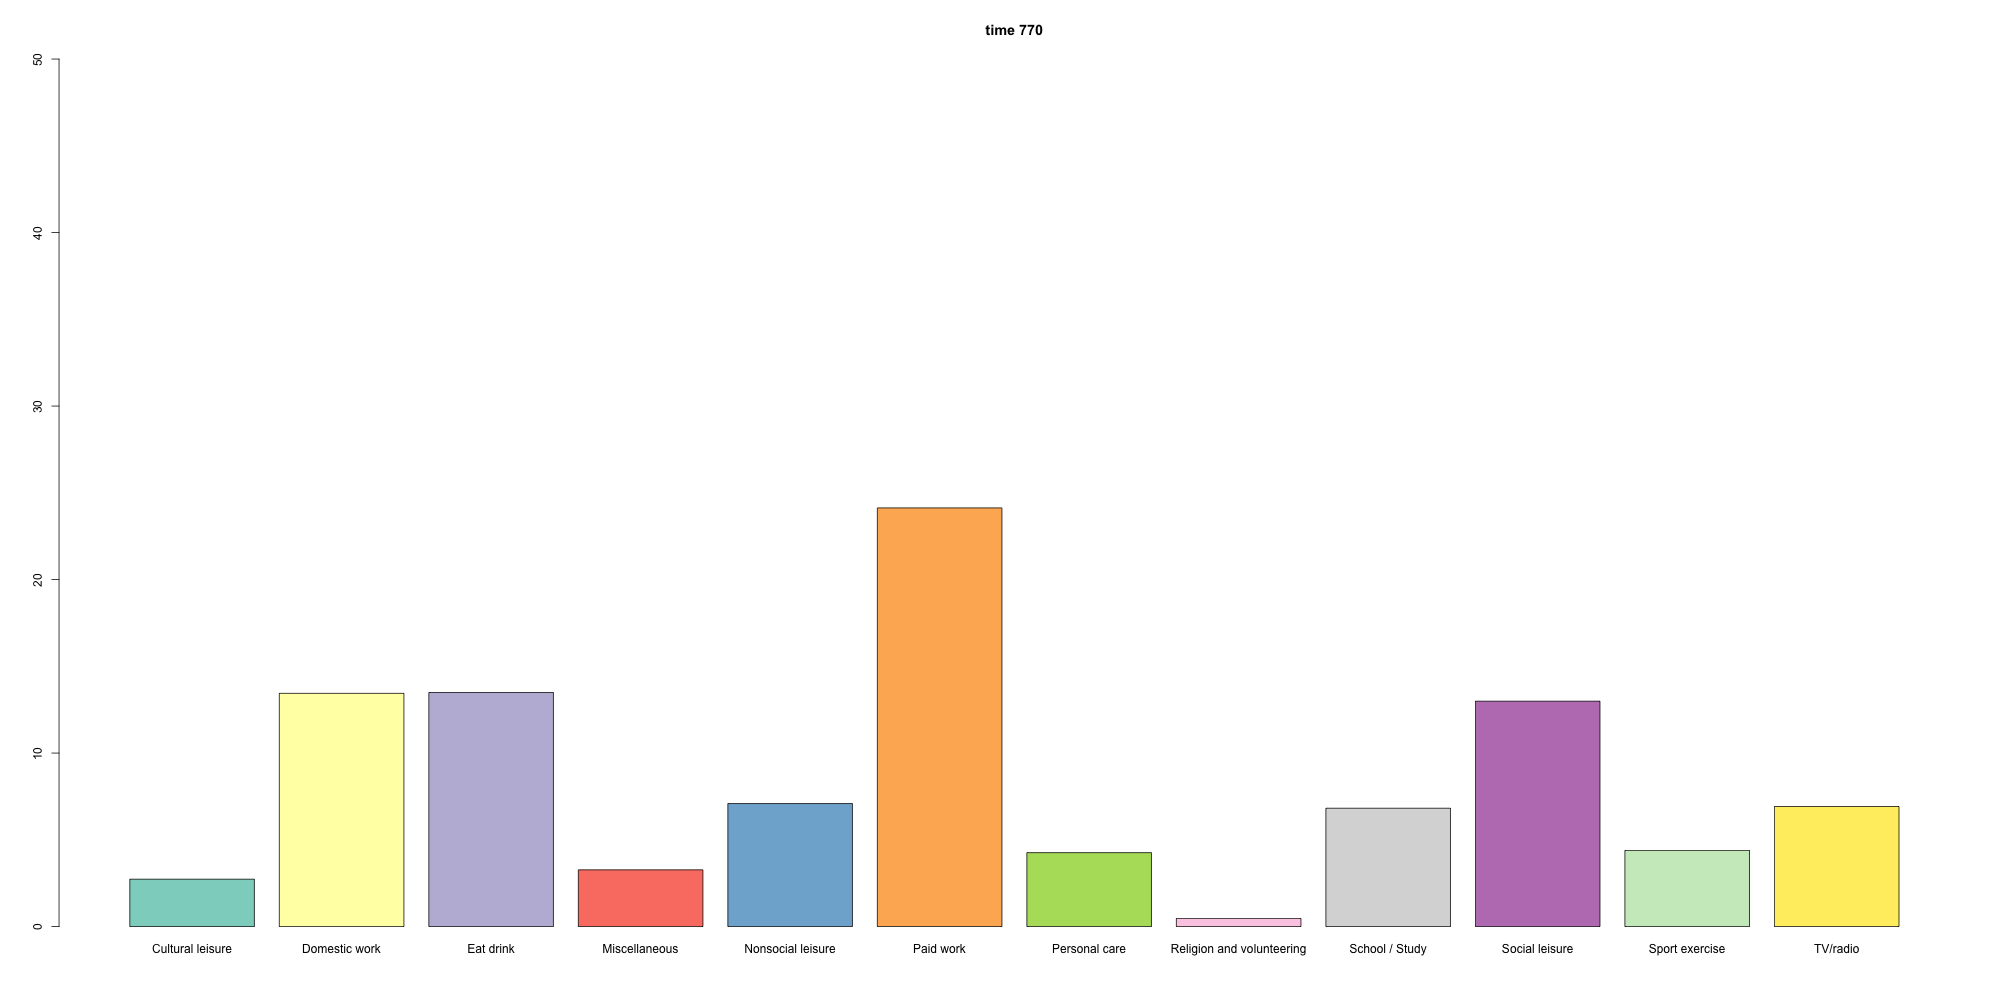 time 770
50
40
30
20
10
0
Cultural leisure
Domestic work
Eat drink
Miscellaneous
Nonsocial leisure
Paid work
Personal care
Religion and volunteering
School / Study
Social leisure
Sport exercise
TV/radio